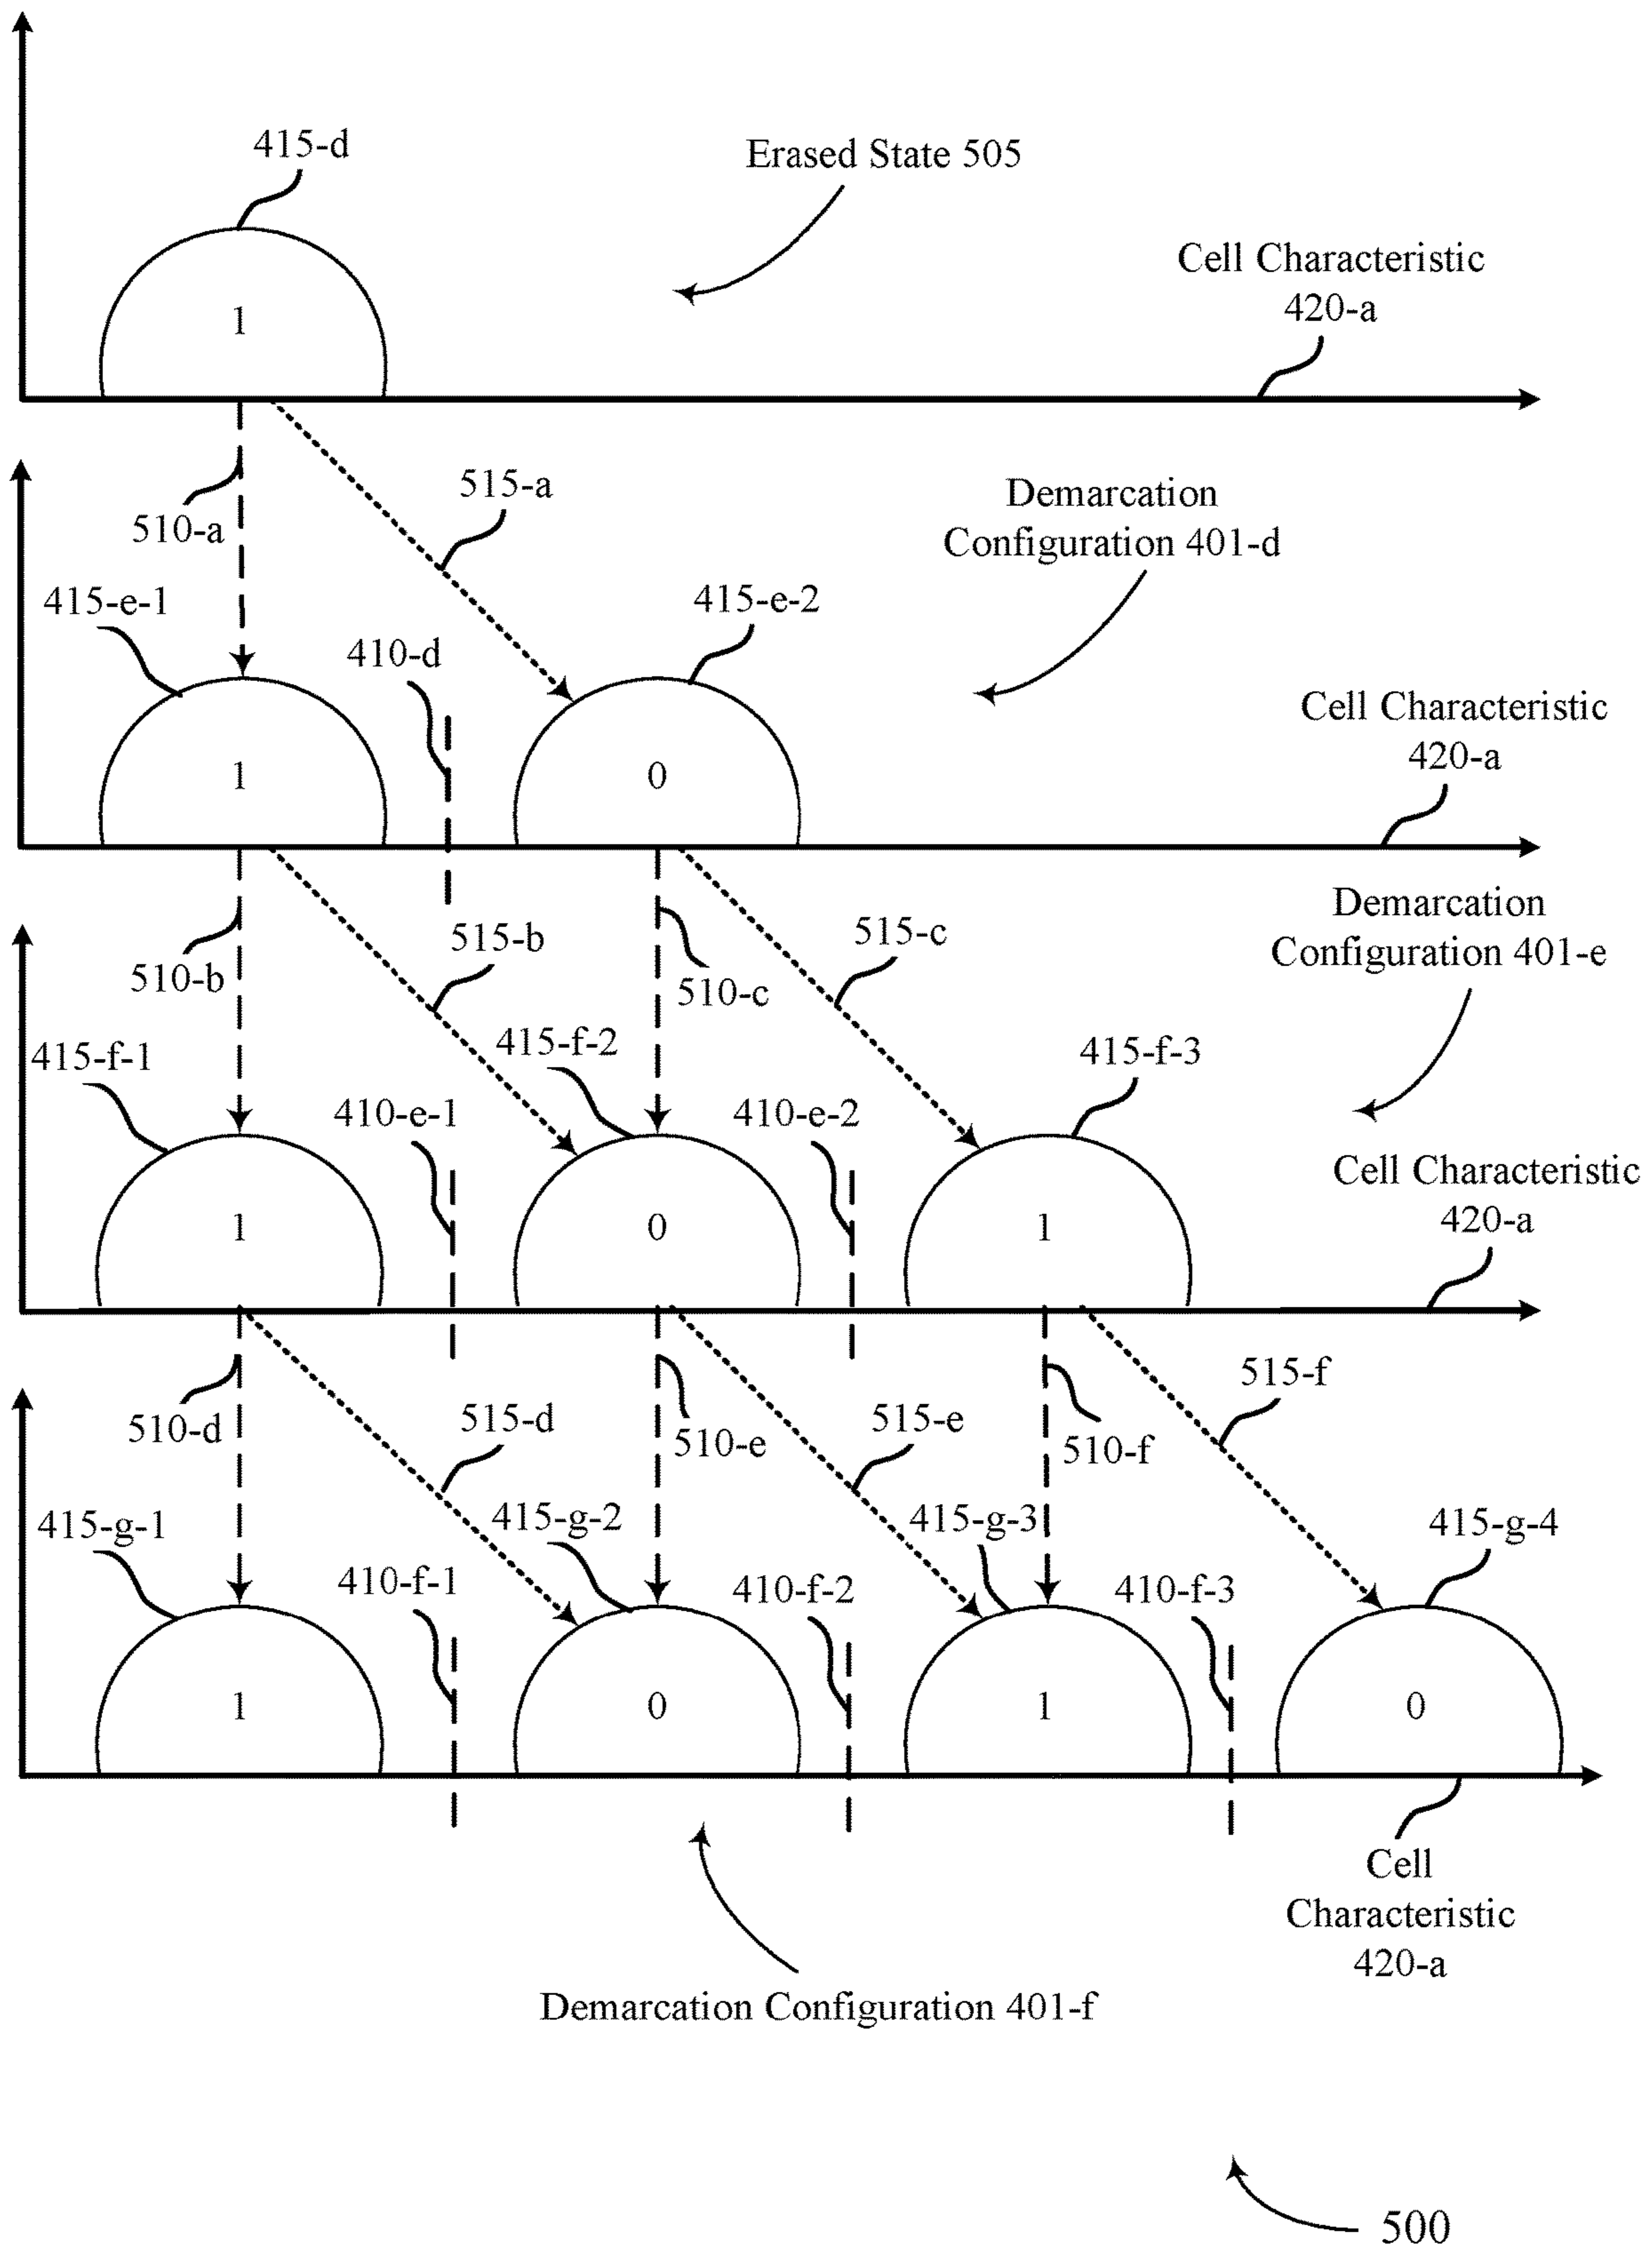 415-d
Erased State 505
Cell Characteristic
420-a
1
510-a
515-a
Demarcation
Configuration 401-d
415-e-1
410-d
415-e-2
Cell Characteristic
420-a
1
0
Demarcation
Configuration 401-e
510-b
515-b
510-c
515-c
415-f-1
415-f-2
415-f-3
410-e-1
410-e-2
Cell Characteristic
420-a
1
0
1
510-d
515-d
510-e
515-e
510-f
515-f
415-g-1
415-g-2
415-g-3
415-g-4
410-f-1
410-f-2
410-f-3
1
0
1
0
Cell
Characteristic
420-a
Demarcation Configuration 401-f
500